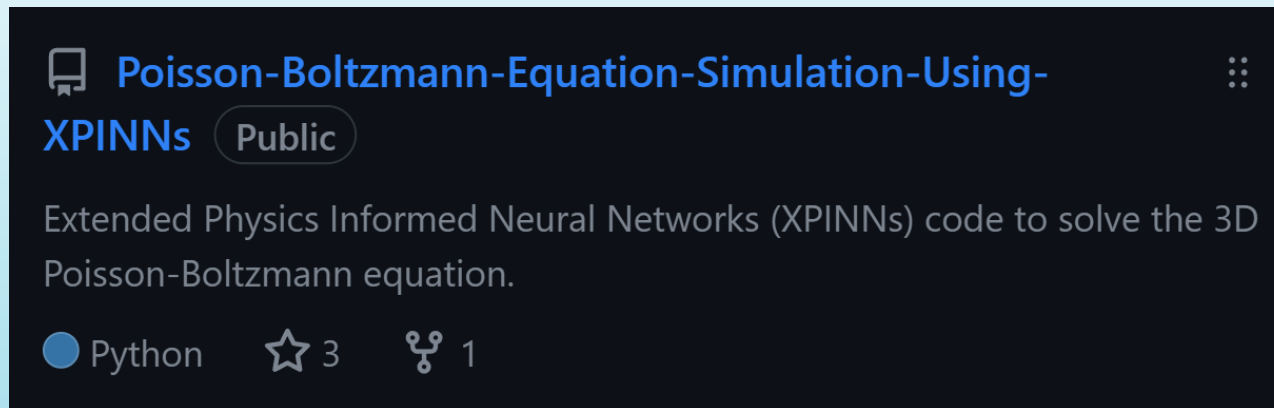 Poisson-Boltzmann-Equation-Simulation-Using-
XPINNs Public
Extended Physics Informed Neural Networks (XPINNs) code to solve the 3D
Poisson-Boltzmann equation.
Python 3 1